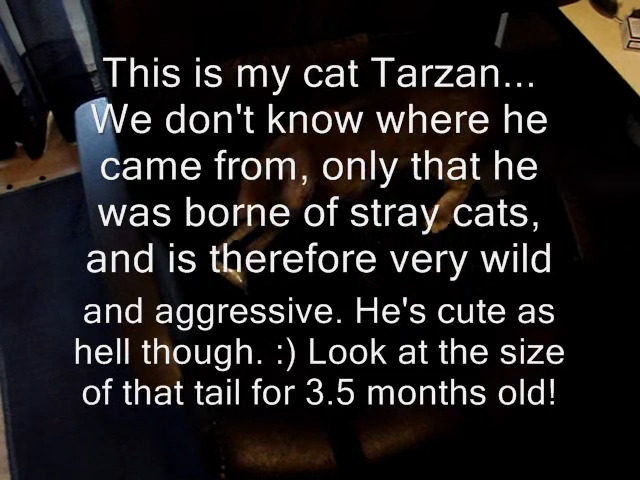 This is my cat Tarzan...
We don't know where he
came from, only that he
was borne of stray cats,
and is therefore very wild
and aggressive. He's cute as
hell though. :) Look at the size
of that tail for 3.5 months old!